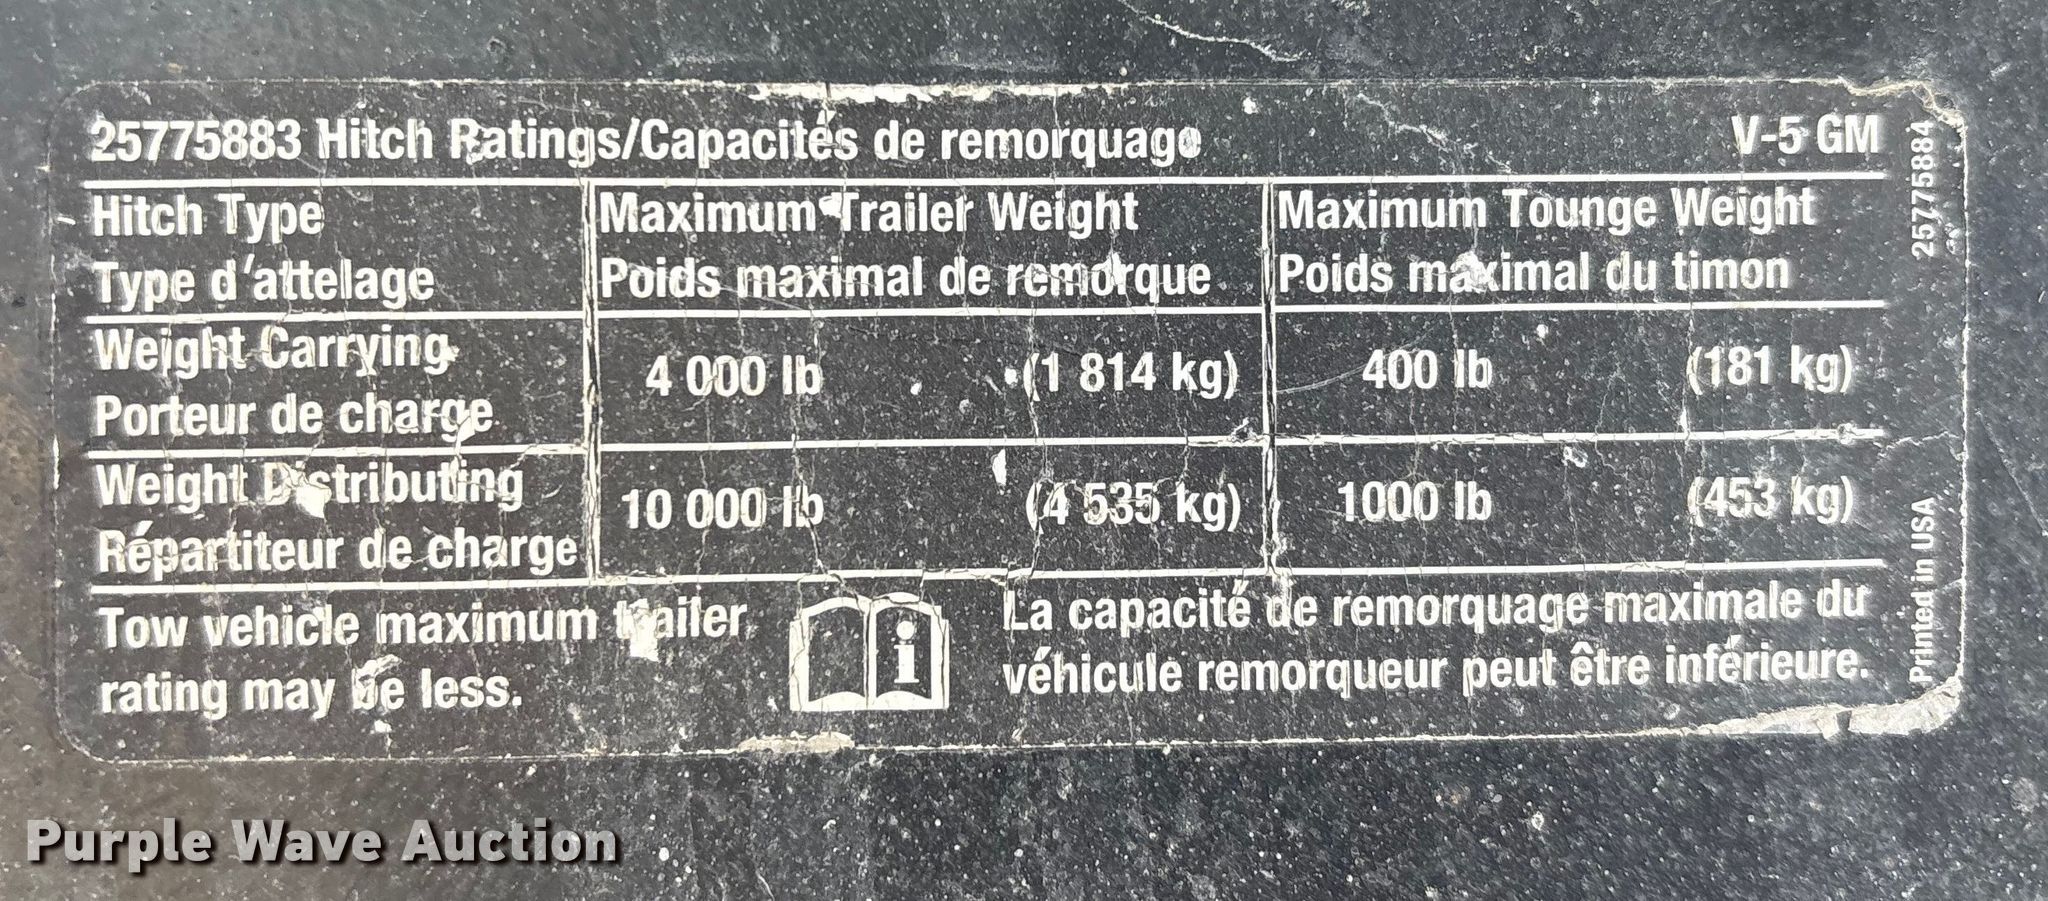 25775883 Hitch Ratings/Capacités de remorquage V-5 GM
Hitch Type Maximum Trailer Weight Maximum Tounge Weight
Type d'attelage Poids maximal de remorque Poids maximal du timon
Weight Carrying
Porteur de charge 4 000 lb (1 814 kg) 400 lb (181 kg)
Weight Distributing
Répartiteur de charge 10 000 lb (4 535 kg) 1000 lb (453 kg)
Tow vehicle maximum trailer
rating may be less.
i
La capacité de remorquage maximale du
véhicule remorqueur peut être inférieure.
25775884
Printed in USA
Purple Wave Auction